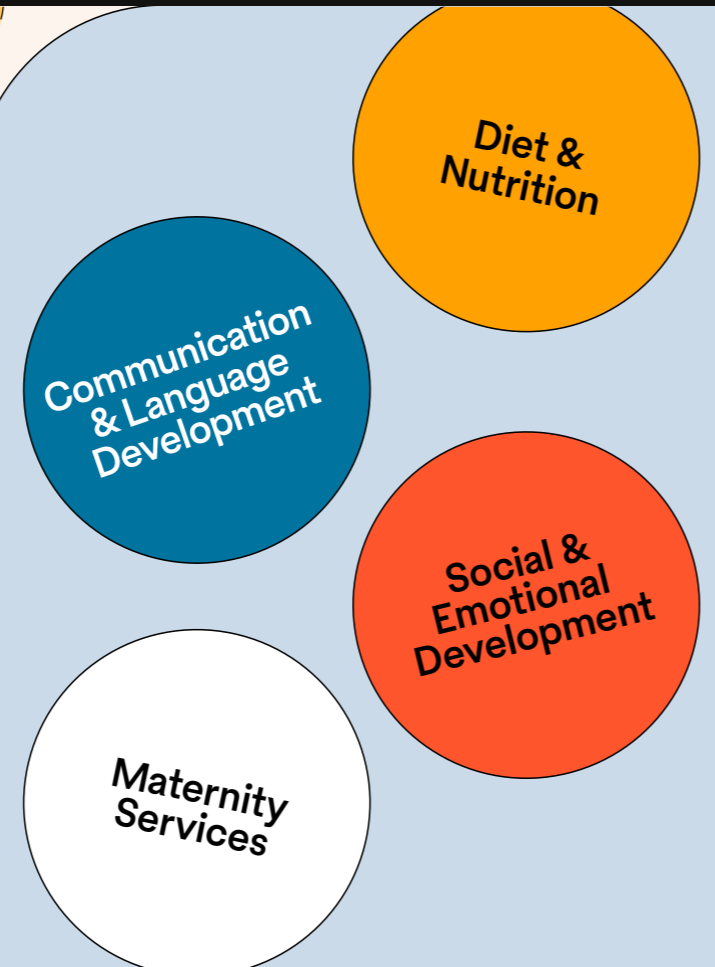 Diet &
Nutrition
Communication
& Language
Development
Social &
Emotional
Development
Maternity
Services